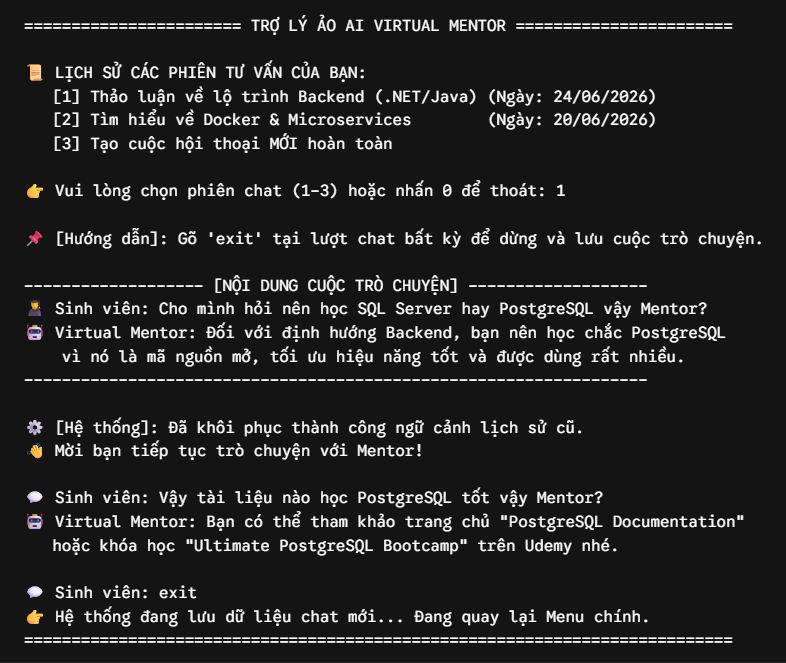 ======================= TRỢ LÝ ẢO AI VIRTUAL MENTOR =======================
📜 LỊCH SỬ CÁC PHIÊN TƯ VẤN CỦA BẠN:
[1] Thảo luận về lộ trình Backend (.NET/Java) (Ngày: 24/06/2026)
[2] Tìm hiểu về Docker & Microservices (Ngày: 20/06/2026)
[3] Tạo cuộc hội thoại MỚI hoàn toàn
👉 Vui lòng chọn phiên chat (1-3) hoặc nhấn 0 để thoát: 1
📌 [Hướng dẫn]: Gõ 'exit' tại lượt chat bất kỳ để dừng và lưu cuộc trò chuyện.
------------------- [NỘI DUNG CUỘC TRÒ CHUYỆN] -------------------
👩‍🎓 Sinh viên: Cho mình hỏi nên học SQL Server hay PostgreSQL vậy Mentor?
🤖 Virtual Mentor: Đối với định hướng Backend, bạn nên học chắc PostgreSQL
vì nó là mã nguồn mở, tối ưu hiệu năng tốt và được dùng rất nhiều.
------------------------------------------------------------------
⚙️ [Hệ thống]: Đã khôi phục thành công ngữ cảnh lịch sử cũ.
👋 Mời bạn tiếp tục trò chuyện với Mentor!
💬 Sinh viên: Vậy tài liệu nào học PostgreSQL tốt vậy Mentor?
🤖 Virtual Mentor: Bạn có thể tham khảo trang chủ "PostgreSQL Documentation"
hoặc khóa học "Ultimate PostgreSQL Bootcamp" trên Udemy nhé.
💬 Sinh viên: exit
👉 Hệ thống đang lưu dữ liệu chat mới... Đang quay lại Menu chính.
===========================================================================